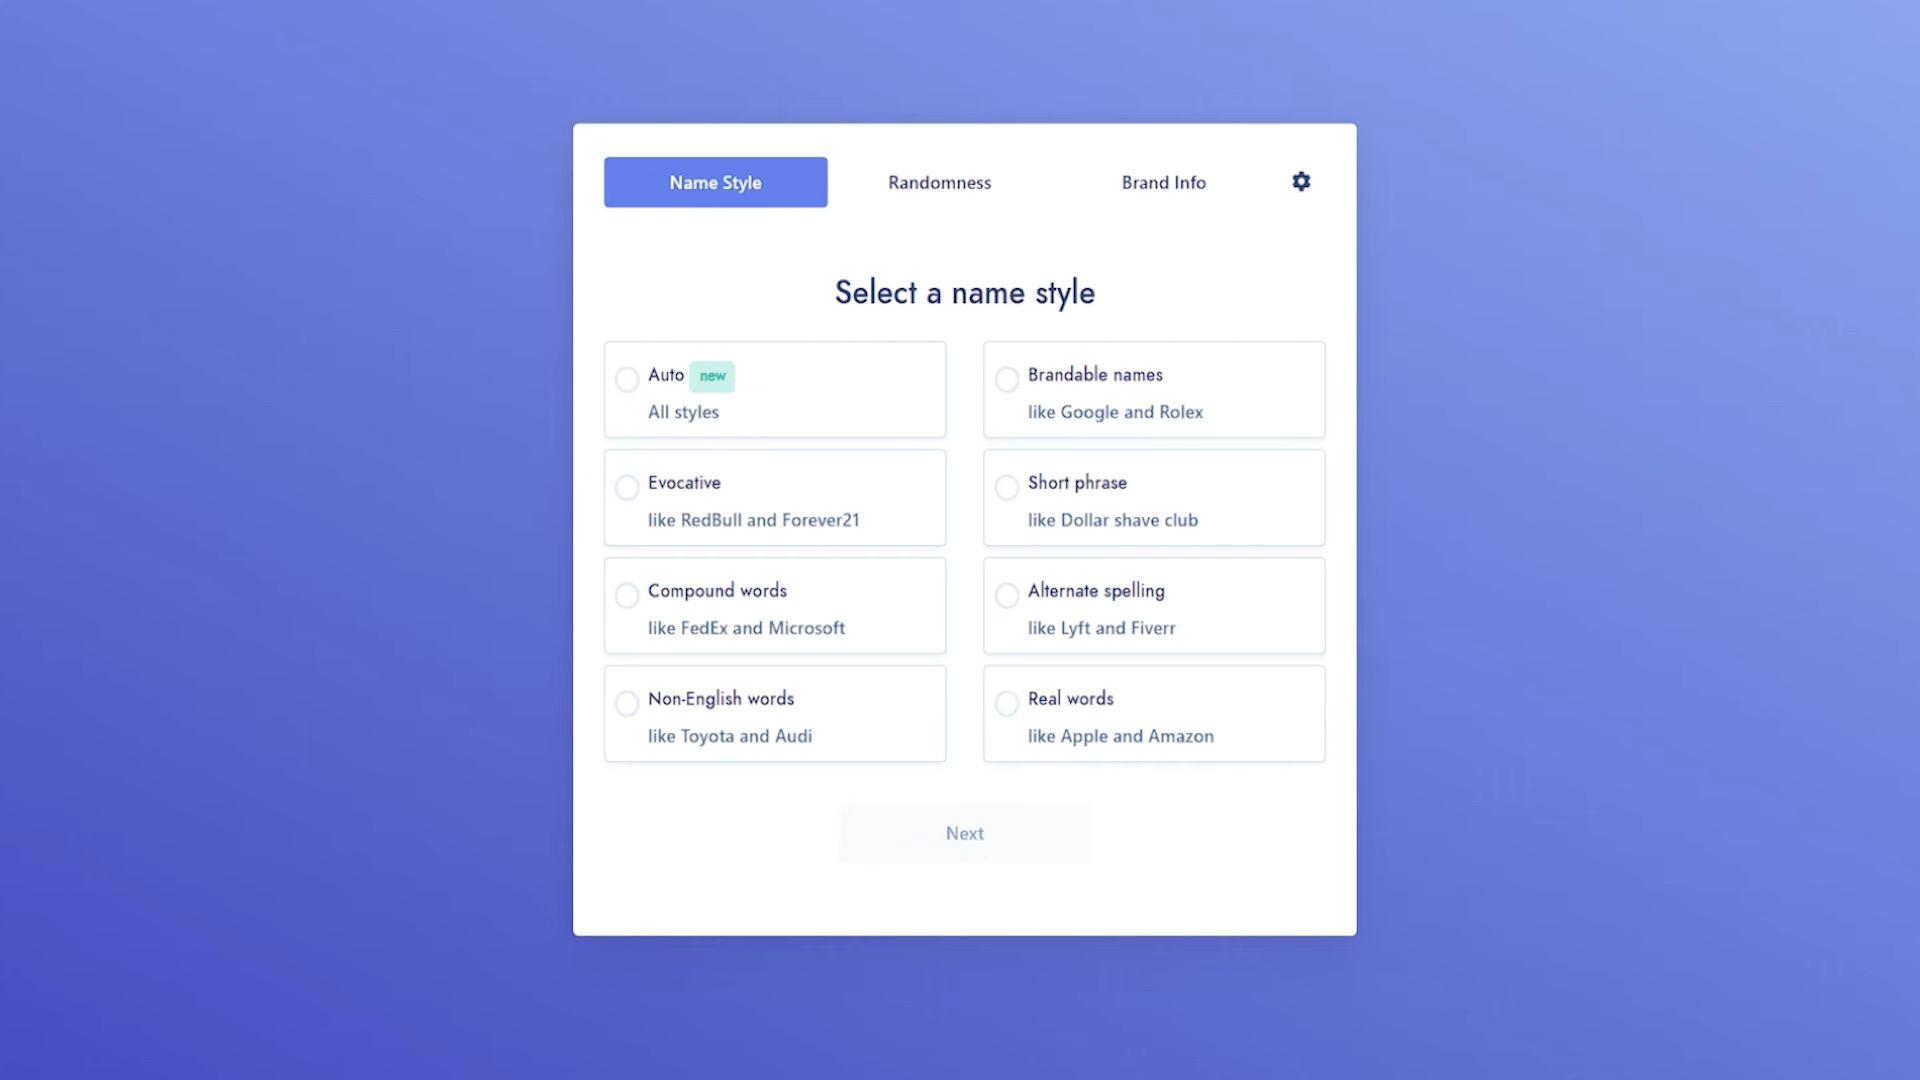 Name Style
Randomness
Brand Info
Select a name style
Auto new
All styles
Brandable names
like Google and Rolex
Evocative
like RedBull and Forever21
Short phrase
like Dollar shave club
Compound words
like FedEx and Microsoft
Alternate spelling
like Lyft and Fiverr
Non-English words
like Toyota and Audi
Real words
like Apple and Amazon
Next